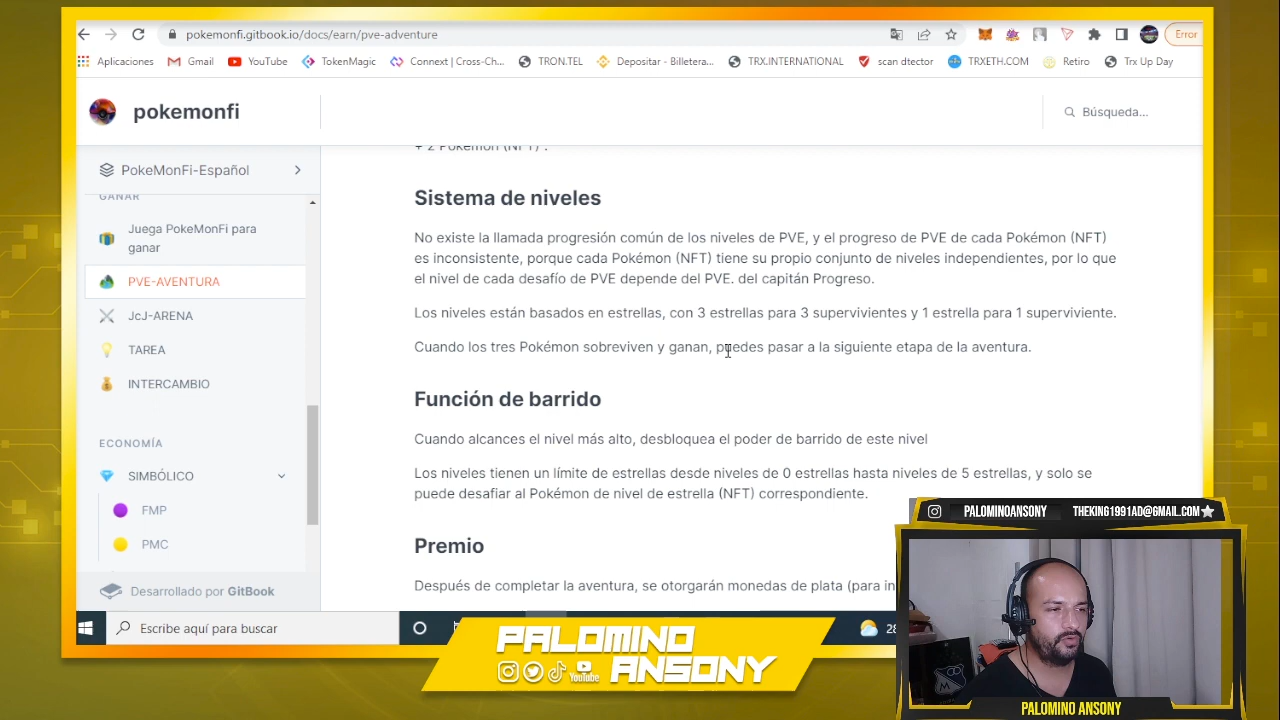 pokemonfi.gitbook.io/docs/earn/pve-adventure
Error
Aplicaciones
Gmail
YouTube
TokenMagic
Connext | Cross-Ch...
TRON.TEL
Depositar - Billetera...
TRX.INTERNATIONAL
scan dtector
TRXETH.COM
Retiro
Trx Up Day
pokemonfi
Búsqueda...
PokeMonFi-Español
GANAR
Juega PokeMonFi para
ganar
PVE-AVENTURA
JcJ-ARENA
TAREA
INTERCAMBIO
ECONOMÍA
SIMBÓLICO
FMP
PMC
Desarrollado por GitBook
+ 2 Pokémon (NFT) .
Sistema de niveles
No existe la llamada progresión común de los niveles de PVE, y el progreso de PVE de cada Pokémon (NFT)
es inconsistente, porque cada Pokémon (NFT) tiene su propio conjunto de niveles independientes, por lo que
el nivel de cada desafío de PVE depende del PVE. del capitán Progreso.
Los niveles están basados en estrellas, con 3 estrellas para 3 supervivientes y 1 estrella para 1 superviviente.
Cuando los tres Pokémon sobreviven y ganan, puedes pasar a la siguiente etapa de la aventura.
Función de barrido
Cuando alcances el nivel más alto, desbloquea el poder de barrido de este nivel
Los niveles tienen un límite de estrellas desde niveles de 0 estrellas hasta niveles de 5 estrellas, y solo se
puede desafiar al Pokémon de nivel de estrella (NFT) correspondiente.
Premio
Después de completar la aventura, se otorgarán monedas de plata (para in
Escribe aquí para buscar
28
PALOMINO
ANSONY
YouTube
PALOMINOANSONY
THEKING1991AD@GMAIL.COM
PALOMINO ANSONY